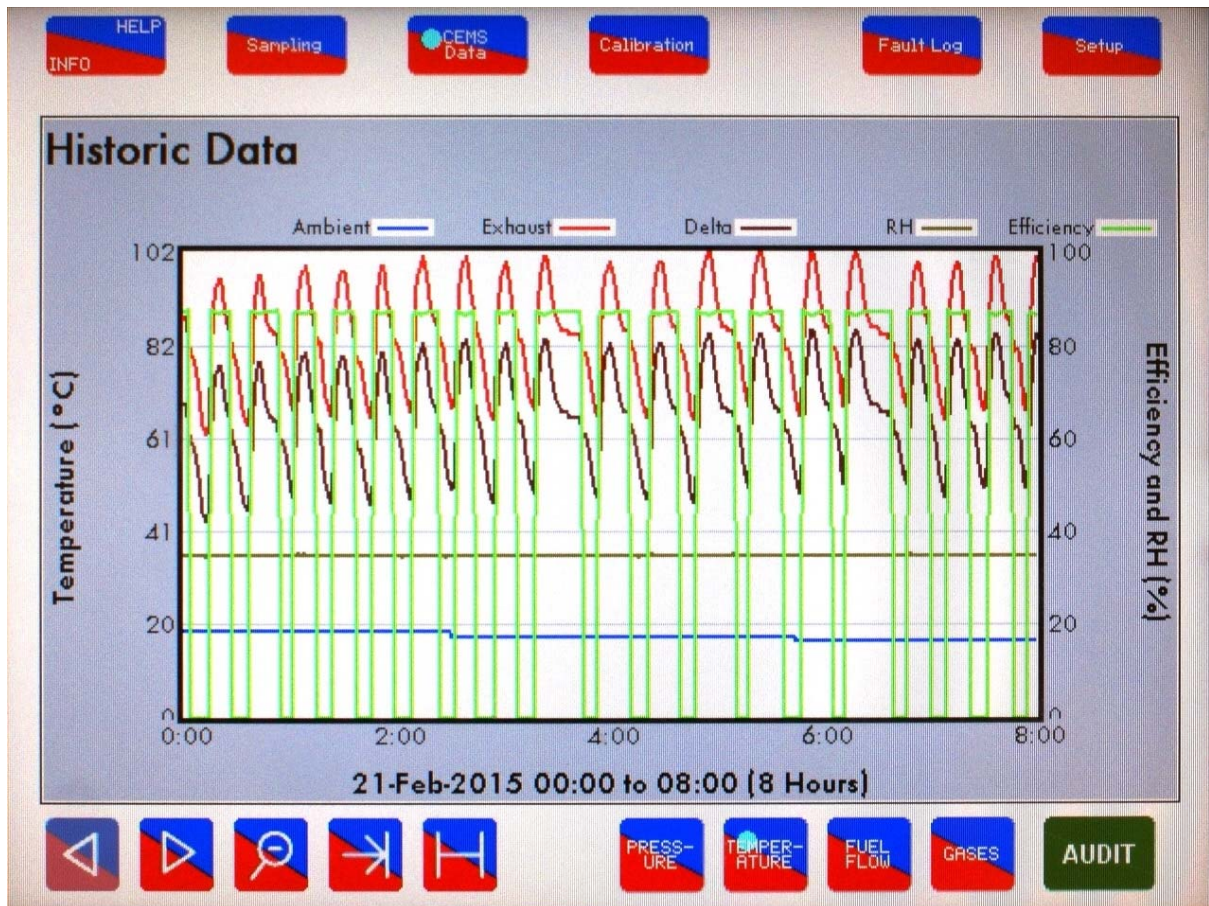 HELP
INFO
Sampling
CEMS
Data
Calibration
Fault Log
Setup
Historic Data
Ambient
Exhaust
Delta
RH
Efficiency
102
82
61
41
20
0
Temperature (°C)
100
80
60
40
20
0
Efficiency and RH (%)
0:00
2:00
4:00
6:00
8:00
21-Feb-2015 00:00 to 08:00 (8 Hours)
PRESS-
URE
TEMPER-
ATURE
FUEL
FLOW
GASES
AUDIT